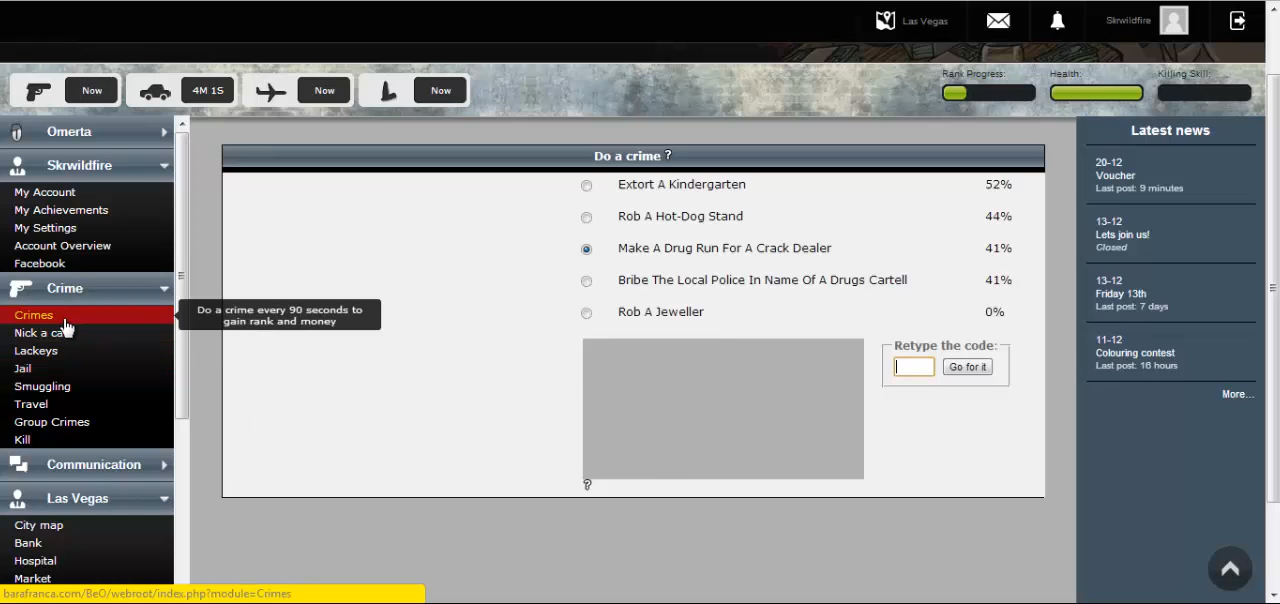 Las Vegas
Skrwildfire
Now
4M 1S
Now
Now
Rank Progress:
Health:
Killing Skill:
Omerta
Skrwildfire
My Account
My Achievements
My Settings
Account Overview
Facebook
Crime
Crimes
Nick a ca
Lackeys
Jail
Smuggling
Travel
Group Crimes
Kill
Communication
Las Vegas
City map
Bank
Hospital
Market
Do a crime every 90 seconds to
gain rank and money
Do a crime ?
Extort A Kindergarten 52%
Rob A Hot-Dog Stand 44%
Make A Drug Run For A Crack Dealer 41%
Bribe The Local Police In Name Of A Drugs Cartell 41%
Rob A Jeweller 0%
Retype the code:
Go for it
?
Latest news
20-12
Voucher
Last post: 9 minutes
13-12
Lets join us!
Closed
13-12
Friday 13th
Last post: 7 days
11-12
Colouring contest
Last post: 16 hours
More...
barafranca.com/BeO/webroot/index.php?module=Crimes